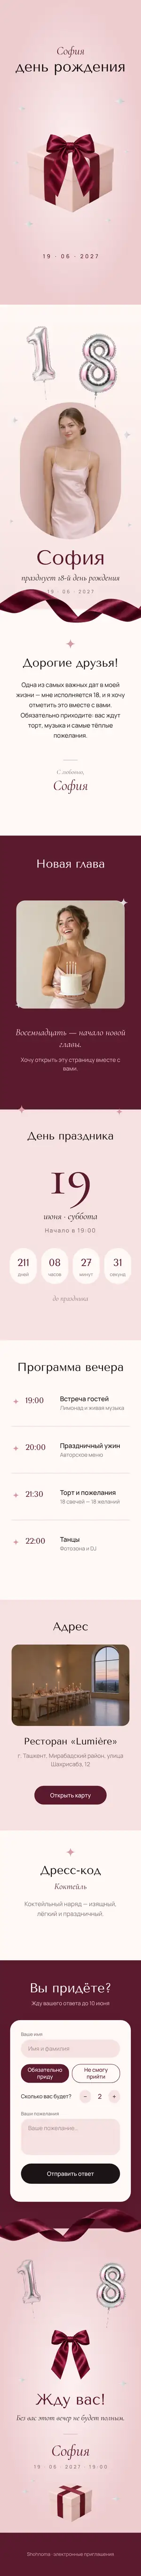 София
день рождения
19 · 06 · 2027
18
София
празднует 18-й день рождения
19 · 06 · 2027
Дорогие друзья!
Одна из самых важных дат в моей
жизни — мне исполняется 18, и я хочу
отметить это вместе с вами.
Обязательно приходите: вас ждут
торт, музыка и самые тёплые
пожелания.
С любовью,
София
Новая глава
Восемнадцать — начало новой
главы.
Хочу открыть эту страницу вместе с
вами.
День праздника
19
июня · суббота
Начало в 19:00
211 08 27 31
дней часов минут секунд
до праздника
Программа вечера
19:00 Встреча гостей
Лимонад и живая музыка
20:00 Праздничный ужин
Авторское меню
21:30 Торт и пожелания
18 свечей — 18 желаний
22:00 Танцы
Фотозона и DJ
Адрес
Ресторан «Lumière»
г. Ташкент, Мирабадский район, улица
Шахрисабз, 12
Открыть карту
Дресс-код
Коктейль
Коктейльный наряд — изящный,
лёгкий и праздничный.
Вы придёте?
Жду вашего ответа до 10 июня
Ваше имя
Имя и фамилия
Обязательно
приду
Не смогу
прийти
Сколько вас будет? − 2 +
Ваши пожелания
Ваше пожелание...
Отправить ответ
18
Жду вас!
Без вас этот вечер не будет полным.
София
19 · 06 · 2027 · 19:00
Shohnoma · электронные приглашения